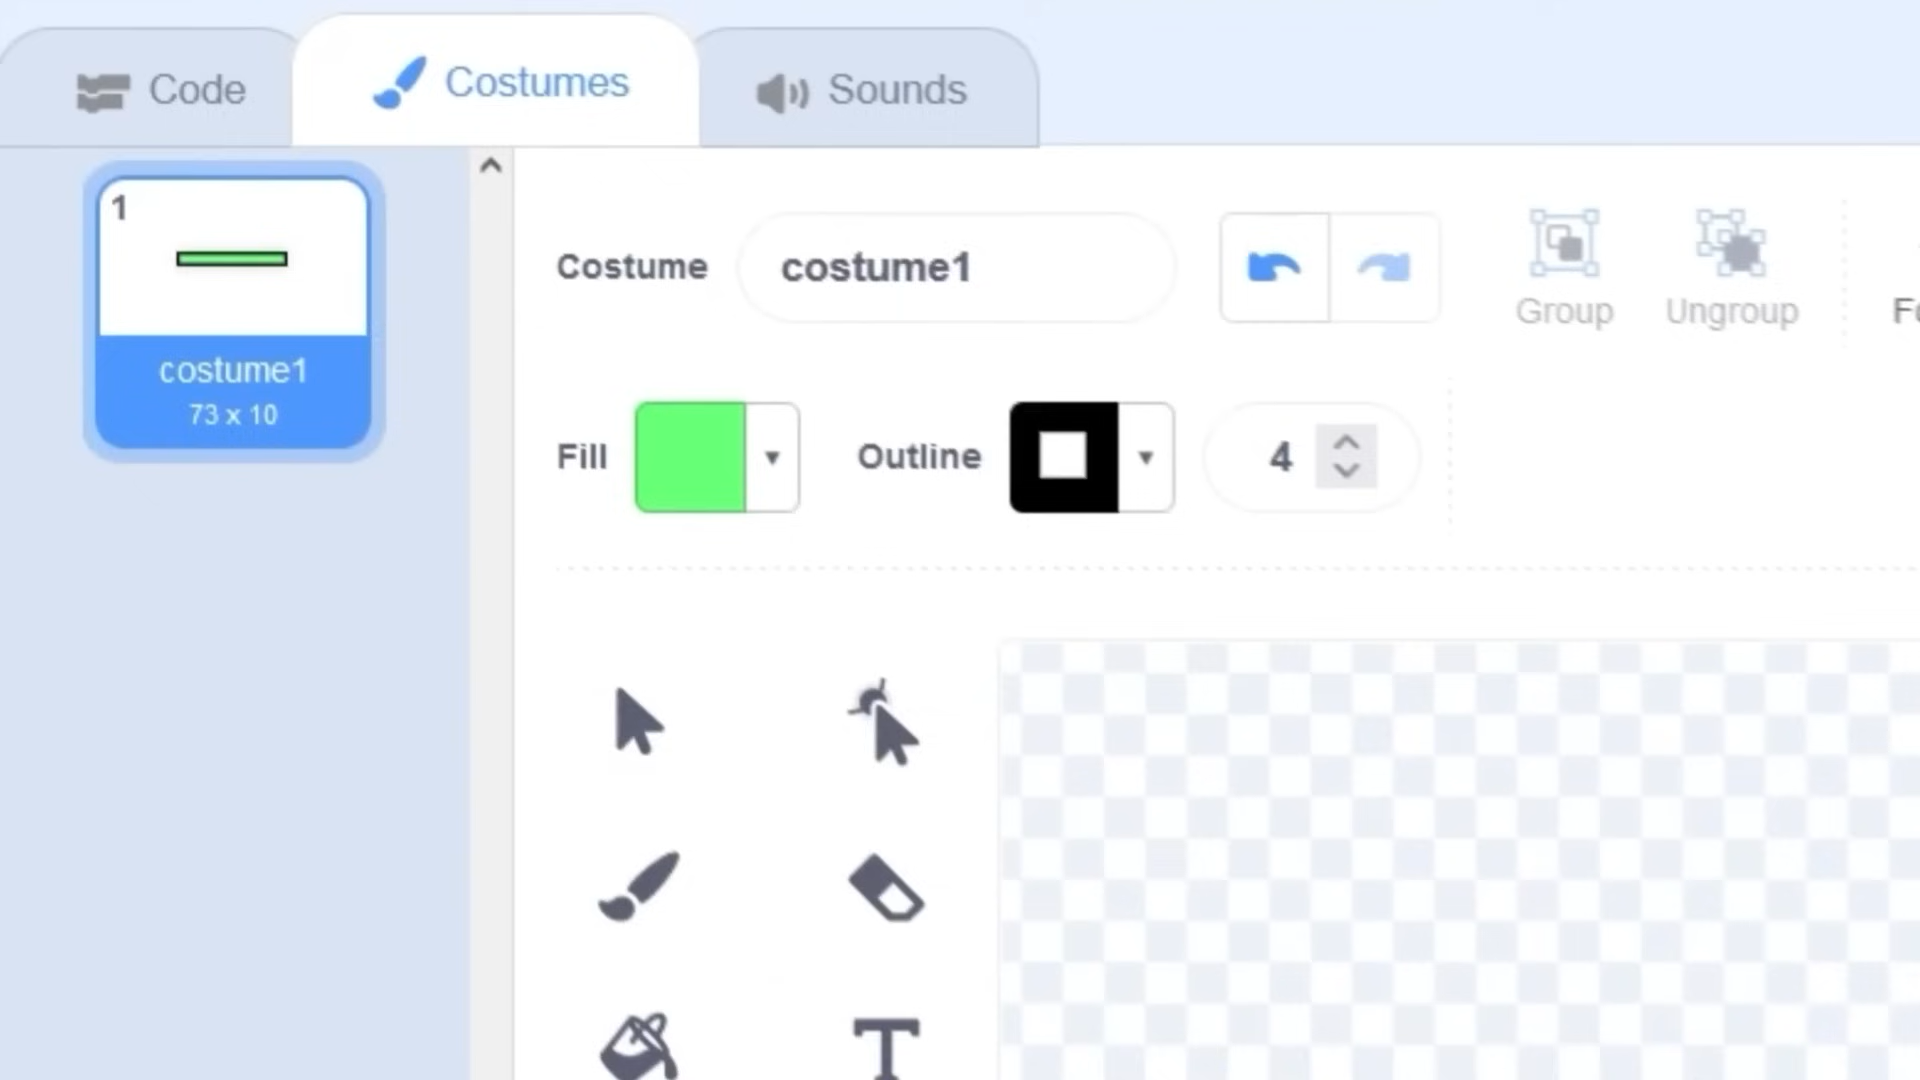 Code
Costumes
Sounds
1
costume1
73 x 10
Costume
costume1
Group
Ungroup
Fill
Outline
4